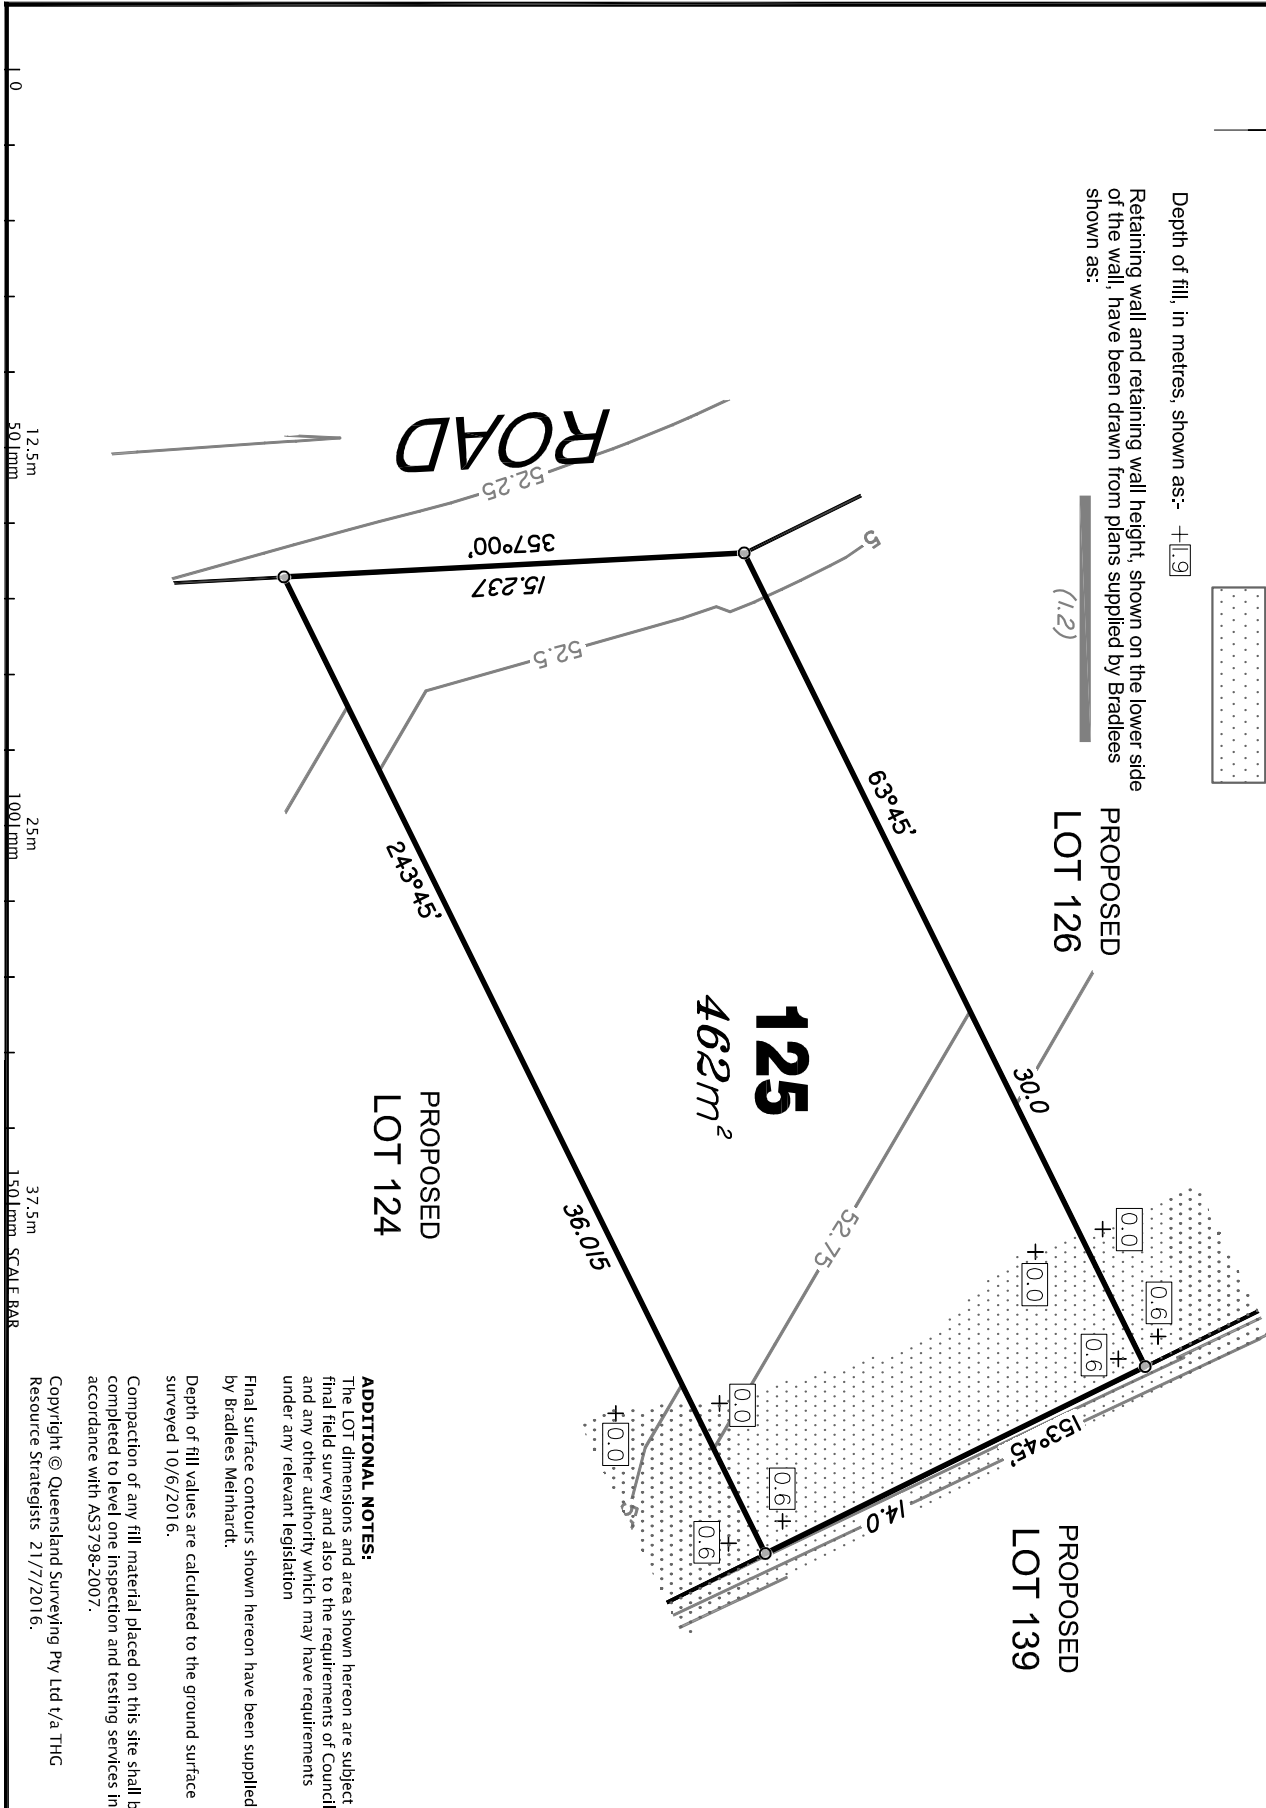 Depth of fill, in metres, shown as:- +1.9
Retaining wall and retaining wall height, shown on the lower side
of the wall, have been drawn from plans supplied by Bradlees
shown as:
(1.2)
ROAD
52.25
357°00'
15.237
5
52.5
63°45'
30.0
PROPOSED
LOT 126
243°45'
36.015
125
462m²
PROPOSED
LOT 124
52.75
0.0
0.0
0.6
0.6
0.0
0.0
0.6
0.6
5
153°45'
14.0
PROPOSED
LOT 139
ADDITIONAL NOTES:
The LOT dimensions and area shown hereon are subject
final field survey and also to the requirements of Council
and any other authority which may have requirements
under any relevant legislation
Final surface contours shown hereon have been supplied
by Bradlees Meinhardt.
Depth of fill values are calculated to the ground surface
surveyed 10/6/2016.
Compaction of any fill material placed on this site shall b
completed to level one inspection and testing services in
accordance with AS3798-2007.
Copyright © Queensland Surveying Pty Ltd t/a THG
Resource Strategists 21/7/2016.
12.5m 25m 37.5m
0 50 mm 100 mm 150 mm SCALE BAR